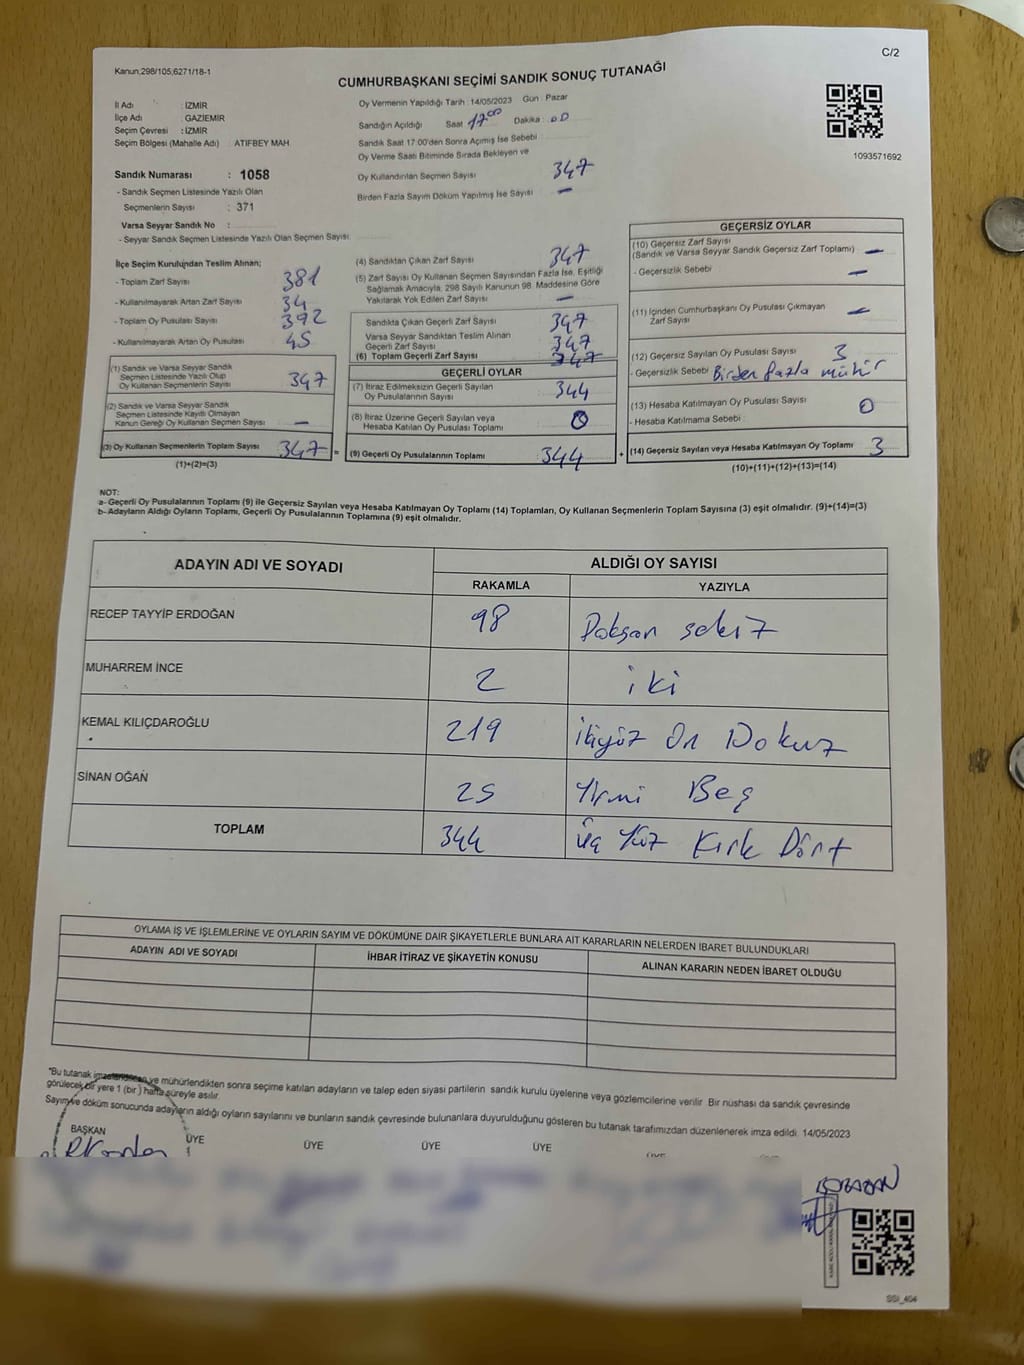 C/2
Kanun;298/105;6271/18-1
CUMHURBAŞKANI SEÇİMİ SANDIK SONUÇ TUTANAĞI
İl Adı : İZMİR
İlçe Adı : GAZİEMİR
Seçim Çevresi : İZMİR
Seçim Bölgesi (Mahalle Adı) : ATIFBEY MAH.
Oy Vermenin Yapıldığı Tarih : 14/05/2023 Gün : Pazar
Sandığın Açıldığı Saat 17:00 Dakika 00
Sandık Saat 17:00'den Sonra Açımış İse Sebebi
Oy Verme Saati Bitiminde Sırada Bekleyen ve
Oy Kullandırılan Seçmen Sayısı 347
Birden Fazla Sayım Döküm Yapılmış İse Sayısı –
1093571692
Sandık Numarası : 1058
- Sandık Seçmen Listesinde Yazılı Olan
Seçmenlerin Sayısı : 371
Varsa Seyyar Sandık No :
- Seyyar Sandık Seçmen Listesinde Yazılı Olan Seçmen Sayısı:
İlçe Seçim Kurulundan Teslim Alınan;
- Toplam Zarf Sayısı 381
- Kullanılmayarak Artan Zarf Sayısı 34
- Toplam Oy Pusulası Sayısı 392
- Kullanılmayarak Artan Oy Pusulası 45
(1) Sandık ve Varsa Seyyar Sandık
Seçmen Listesinde Yazılı Olup
Oy Kullanan Seçmenlerin Sayısı 347
(2) Sandık ve Varsa Seyyar Sandık
Seçmen Listesinde Kayıtlı Olmayan
Kanun Gereği Oy Kullanan Seçmen Sayısı –
(3) Oy Kullanan Seçmenlerin Toplam Sayısı 347 =
(1)+(2)=(3)
(4) Sandıktan Çıkan Zarf Sayısı 347
(5) Zarf Sayısı Oy Kullanan Seçmen Sayısından Fazla İse, Eşitliği
Sağlamak Amacıyla, 298 Sayılı Kanunun 98. Maddesine Göre
Yakılarak Yok Edilen Zarf Sayısı –
Sandıkta Çıkan Geçerli Zarf Sayısı 347
Varsa Seyyar Sandıktan Teslim Alınan
Geçerli Zarf Sayısı 347
(6) Toplam Geçerli Zarf Sayısı 347
GEÇERLİ OYLAR
(7) İtiraz Edilmeksizin Geçerli Sayılan
Oy Pusulalarının Sayısı 344
(8) İtiraz Üzerine Geçerli Sayılan veya
Hesaba Katılan Oy Pusulası Toplamı 0
(9) Geçerli Oy Pusulalarının Toplamı 344 +
GEÇERSİZ OYLAR
(10) Geçersiz Zarf Sayısı
(Sandık ve Varsa Seyyar Sandık Geçersiz Zarf Toplamı) –
- Geçersizlik Sebebi –
(11) İçinden Cumhurbaşkanı Oy Pusulası Çıkmayan
Zarf Sayısı –
(12) Geçersiz Sayılan Oy Pusulası Sayısı 3
- Geçersizlik Sebebi Birden fazla mühür
(13) Hesaba Katılmayan Oy Pusulası Sayısı 0
- Hesaba Katılmama Sebebi :
(14) Geçersiz Sayılan veya Hesaba Katılmayan Oy Toplamı 3
(10)+(11)+(12)+(13)=(14)
NOT:
a- Geçerli Oy Pusulalarının Toplamı (9) ile Geçersiz Sayılan veya Hesaba Katılmayan Oy Toplamı (14) Toplamları, Oy Kullanan Seçmenlerin Toplam Sayısına (3) eşit olmalıdır. (9)+(14)=(3)
b- Adayların Aldığı Oyların Toplamı, Geçerli Oy Pusulalarının Toplamına (9) eşit olmalıdır.
ADAYIN ADI VE SOYADI ALDIĞI OY SAYISI
RAKAMLA YAZIYLA
RECEP TAYYİP ERDOĞAN 98 Doksan sekiz
MUHARREM İNCE 2 iki
KEMAL KILIÇDAROĞLU 219 ikiyüz On Dokuz
SİNAN OĞAN 25 Yirmi Beş
TOPLAM 344 Üç Yüz Kırk Dört
OYLAMA İŞ VE İŞLEMLERİNE VE OYLARIN SAYIM VE DÖKÜMÜNE DAİR ŞİKAYETLERLE BUNLARA AİT KARARLARIN NELERDEN İBARET BULUNDUKLARI
ADAYIN ADI VE SOYADI İHBAR İTİRAZ VE ŞİKAYETİN KONUSU ALINAN KARARIN NEDEN İBARET OLDUĞU
"Bu tutanak imzalandıktan ve mühürlendikten sonra seçime katılan adayların ve talep eden siyasi partilerin sandık kurulu üyelerine veya gözlemcilerine verilir. Bir nüshası da sandık çevresinde
görülecek bir yere 1 (bir ) hafta süreyle asılır.
Sayım ve döküm sonucunda adayların aldığı oyların sayılarını ve bunların sandık çevresinde bulunanlara duyurulduğunu gösteren bu tutanak tarafımızdan düzenlenerek imza edildi. 14/05/2023
BAŞKAN ÜYE ÜYE ÜYE ÜYE
SSI_404